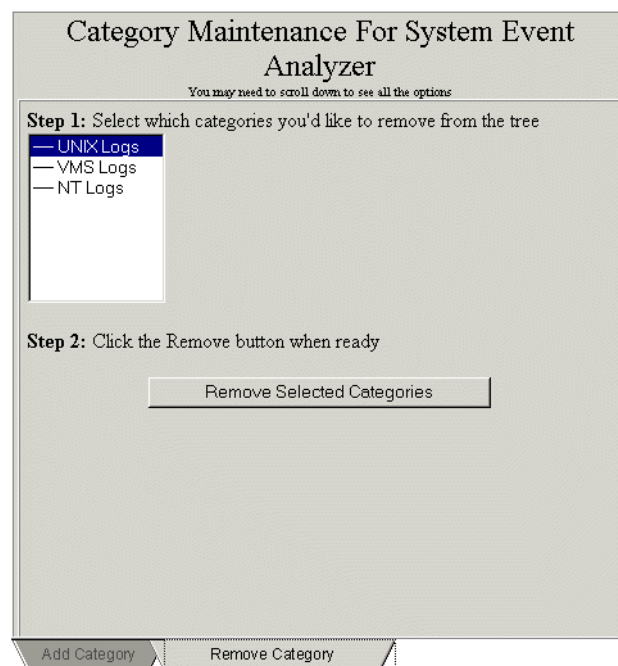 Category Maintenance For System Event
Analyzer
You may need to scroll down to see all the options
Step 1: Select which categories you'd like to remove from the tree
— UNIX Logs
— VMS Logs
— NT Logs
Step 2: Click the Remove button when ready
Remove Selected Categories
Add Category Remove Category